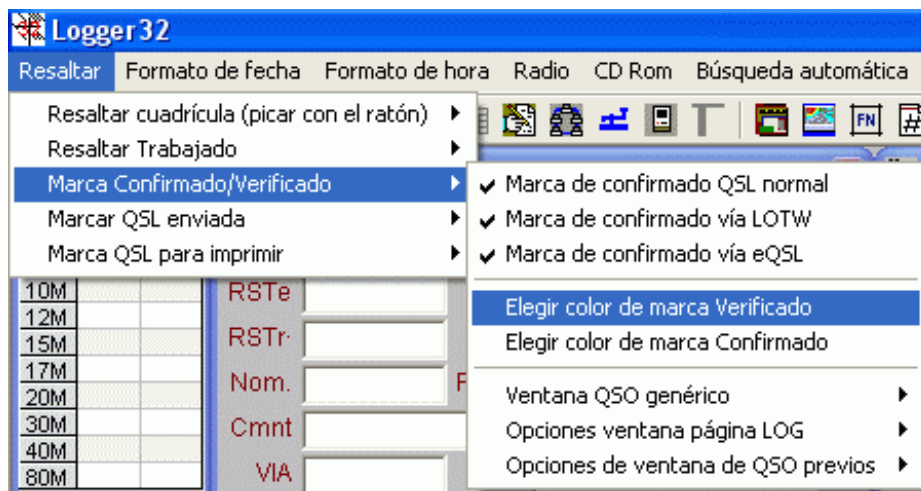 Logger32
Resaltar Formato de fecha Formato de hora Radio CD Rom Búsqueda automática
Resaltar cuadrícula (picar con el ratón)
Resaltar Trabajado
Marca Confirmado/Verificado
Marcar QSL enviada
Marca QSL para imprimir
FN
#
Marca de confirmado QSL normal
Marca de confirmado vía LOTW
Marca de confirmado vía eQSL
Elegir color de marca Verificado
Elegir color de marca Confirmado
Ventana QSO genérico
Opciones ventana página LOG
Opciones de ventana de QSO previos
10M
12M
15M
17M
20M
30M
40M
80M
RSTe
RSTr
Nom.
Cmnt
VIA